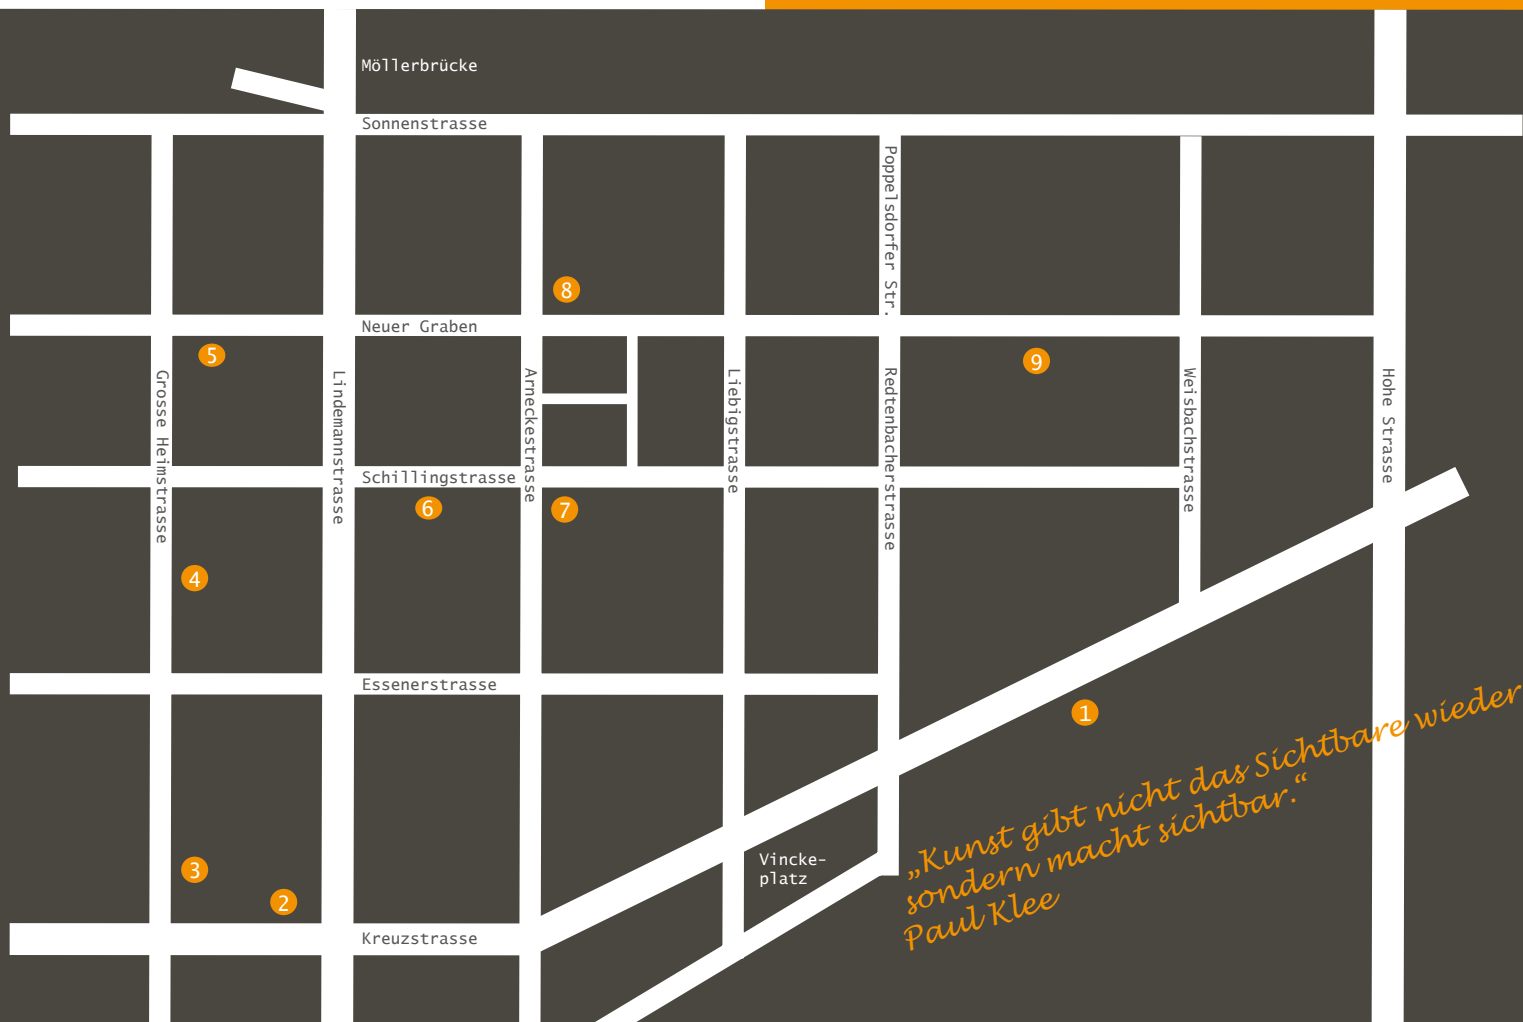 Möllerbrücke
Sonnenstrasse
Poppelsdorfer Str.
8
Neuer Graben
5
9
Grosse Heimstrasse
Lindemannstrasse
Arneckestrasse
Liebigstrasse
Redtenbacherstrasse
Weisbachstrasse
Hohe Strasse
Schillingstrasse
6
7
4
Essenerstrasse
1
„Kunst gibt nicht das Sichtbare wieder
sondern macht sichtbar.“
Paul Klee
Vincke-
platz
3
2
Kreuzstrasse